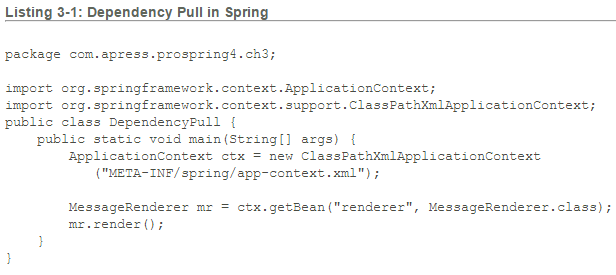 Listing 3-1: Dependency Pull in Spring
package com.apress.prospring4.ch3;
import org.springframework.context.ApplicationContext;
import org.springframework.context.support.ClassPathXmlApplicationContext;
public class DependencyPull {
    public static void main(String[] args) {
        ApplicationContext ctx = new ClassPathXmlApplicationContext
            ("META-INF/spring/app-context.xml");
        MessageRenderer mr = ctx.getBean("renderer", MessageRenderer.class);
        mr.render();
    }
}